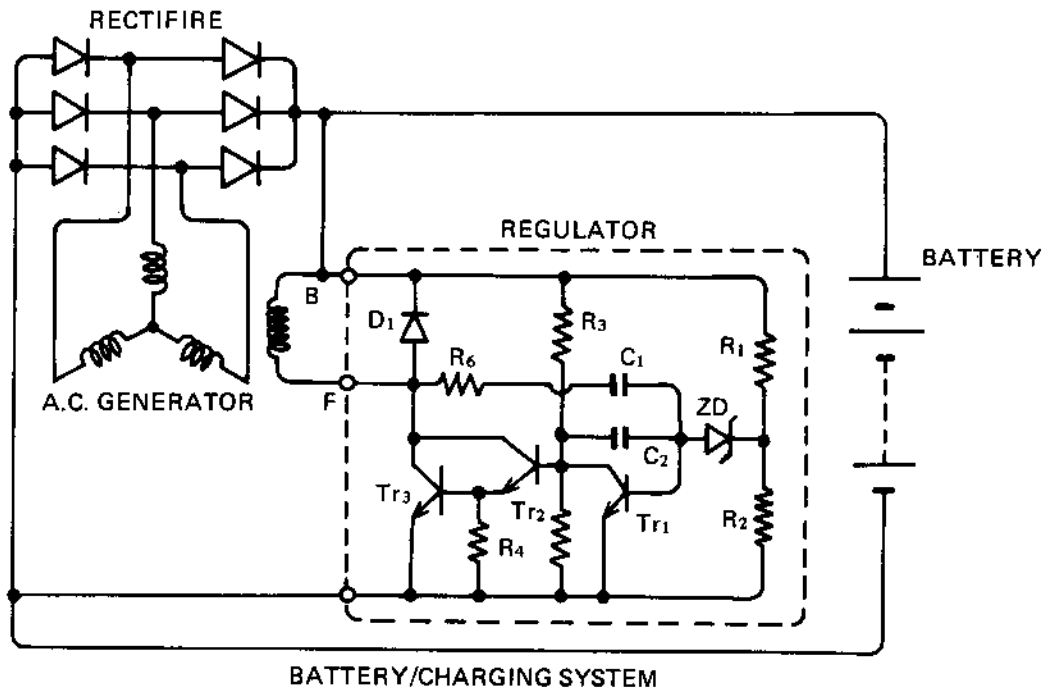 RECTIFIRE
REGULATOR
BATTERY
B
D₁
R₃
R₁
R₆
C₁
A.C. GENERATOR
F
ZD
C₂
Tr₃
Tr₂
Tr₁
R₂
R₄
BATTERY/CHARGING SYSTEM